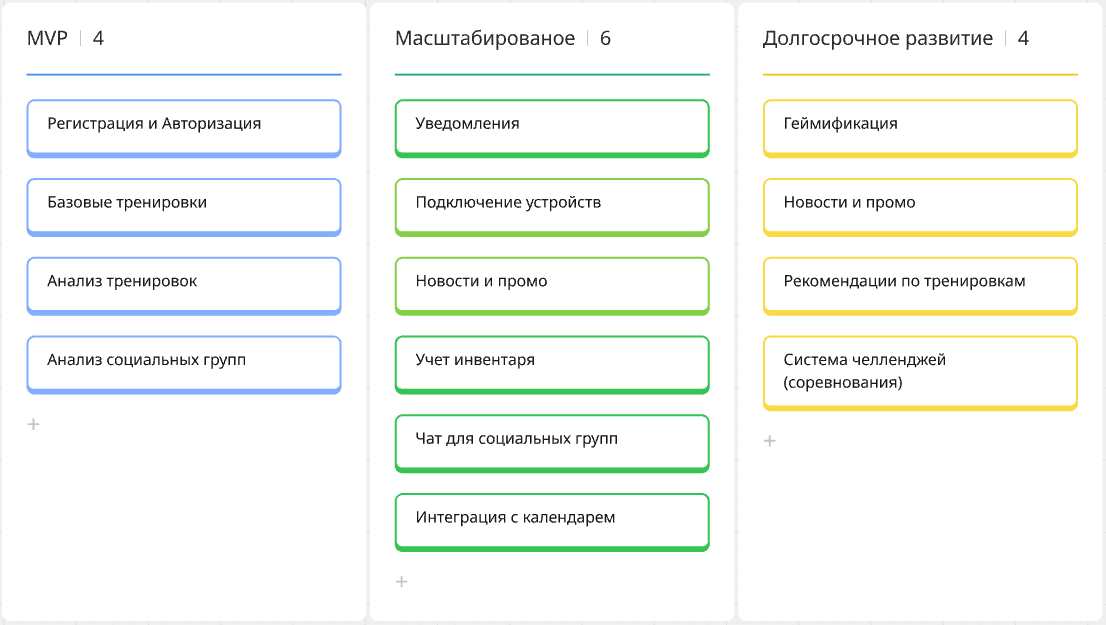 MVP | 4
Регистрация и Авторизация
Базовые тренировки
Анализ тренировок
Анализ социальных групп
+
Масштабированое | 6
Уведомления
Подключение устройств
Новости и промо
Учет инвентаря
Чат для социальных групп
Интеграция с календарем
+
Долгосрочное развитие | 4
Геймификация
Новости и промо
Рекомендации по тренировкам
Система челленджей
(соревнования)
+